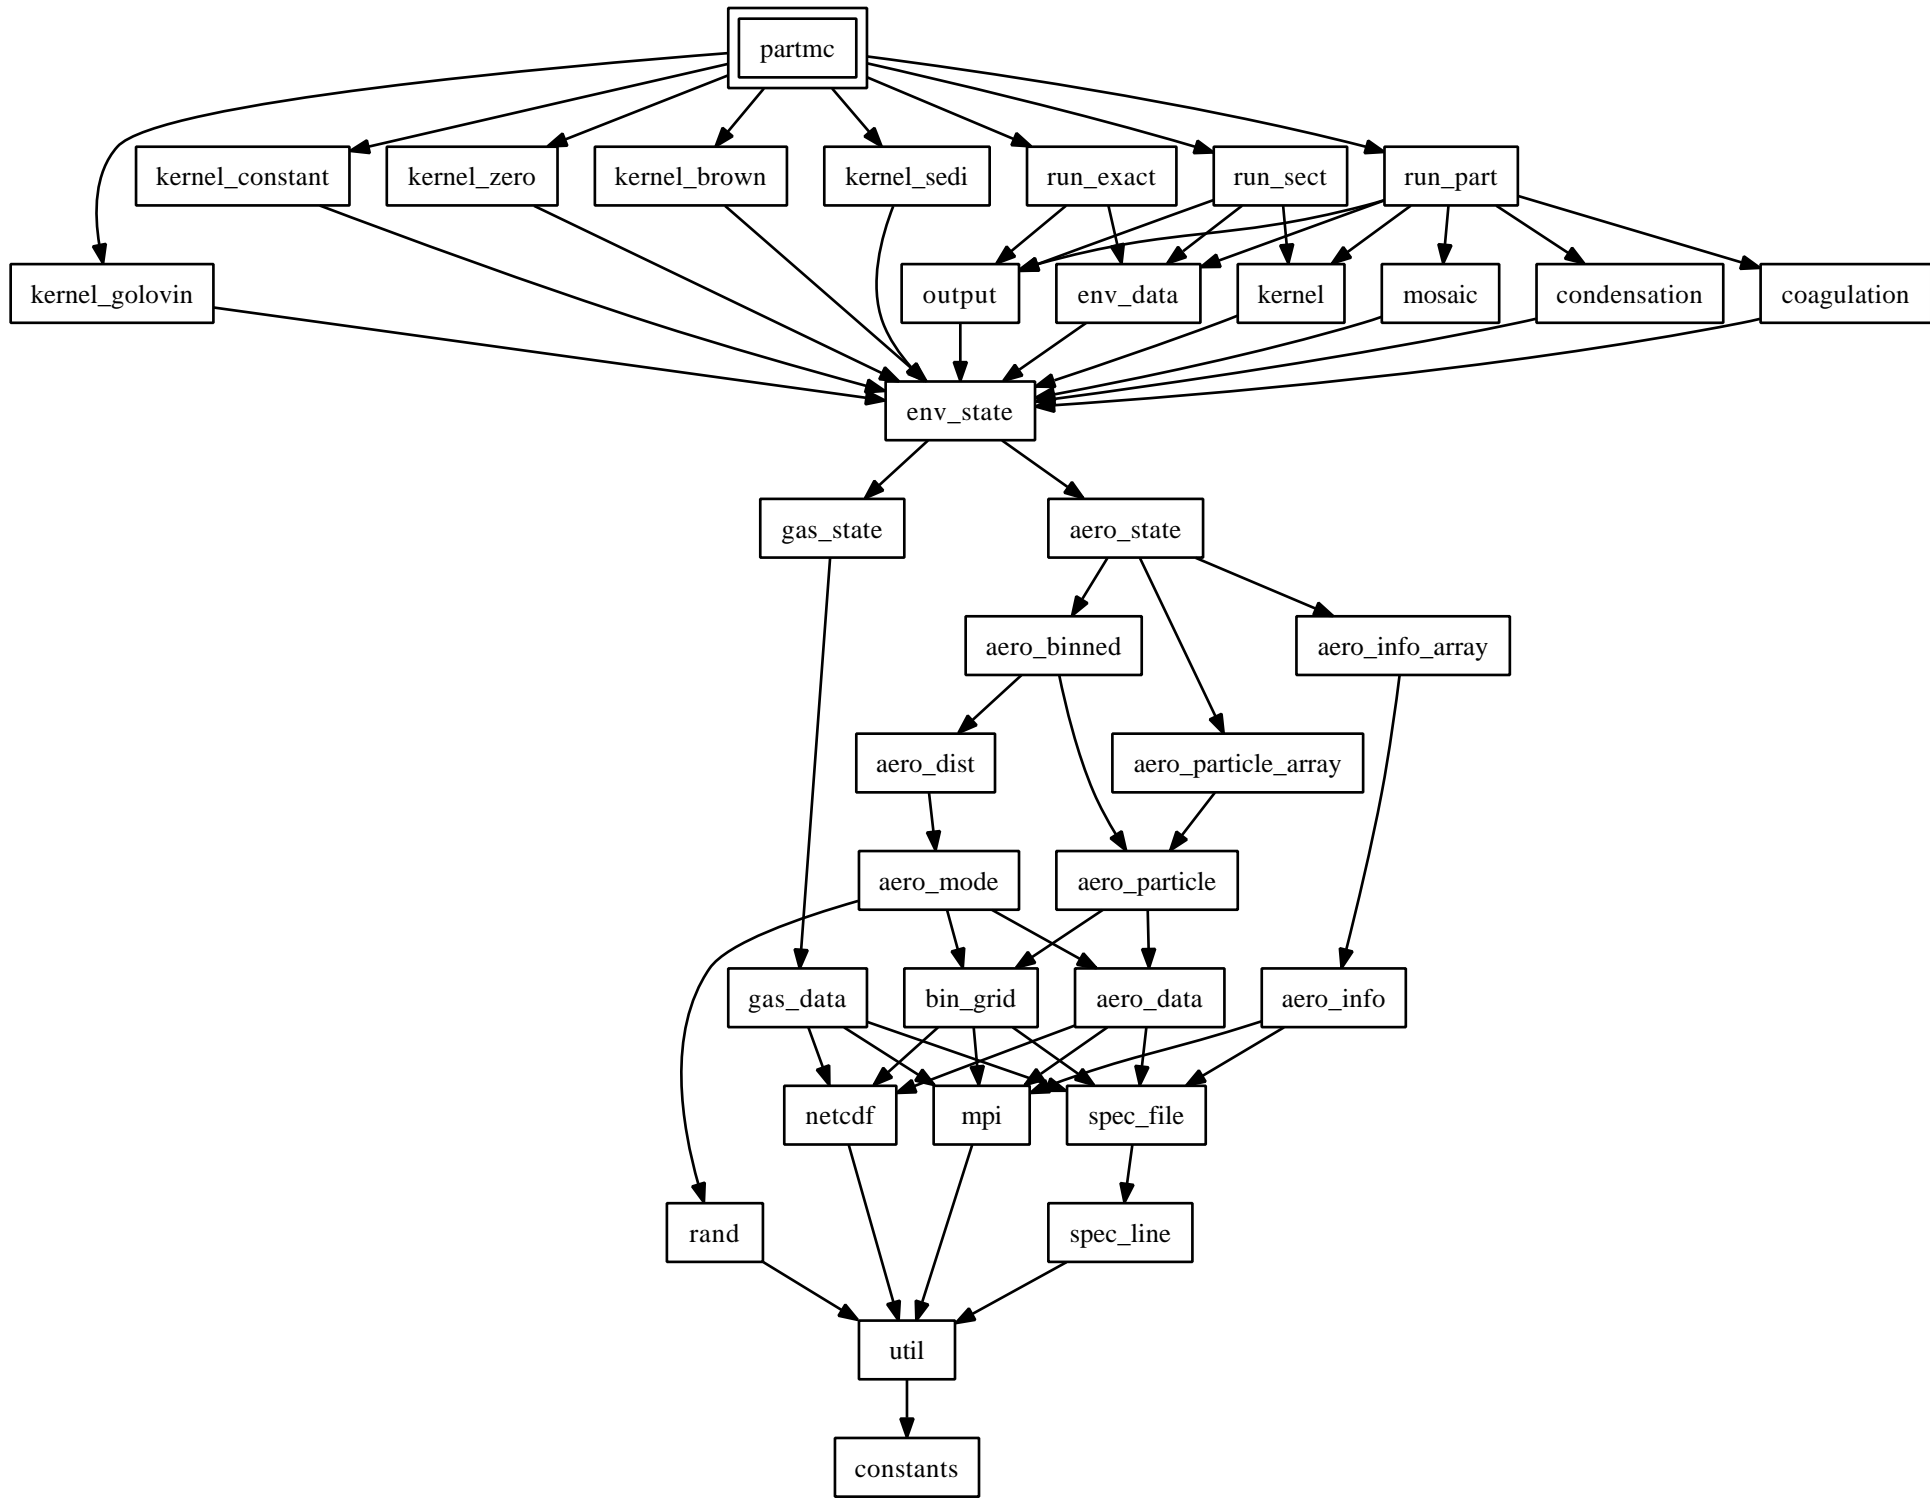 partmc
kernel_constant
kernel_zero
kernel_brown
kernel_sedi
run_exact
run_sect
run_part
kernel_golovin
output
env_data
kernel
mosaic
condensation
coagulation
env_state
gas_state
aero_state
aero_binned
aero_info_array
aero_dist
aero_particle_array
aero_mode
aero_particle
gas_data
bin_grid
aero_data
aero_info
netcdf
mpi
spec_file
rand
spec_line
util
constants